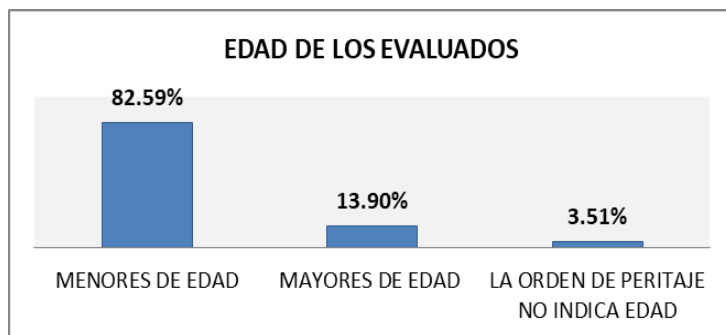 EDAD DE LOS EVALUADOS
82.59%
13.90%
3.51%
MENORES DE EDAD
MAYORES DE EDAD
LA ORDEN DE PERITAJE
NO INDICA EDAD